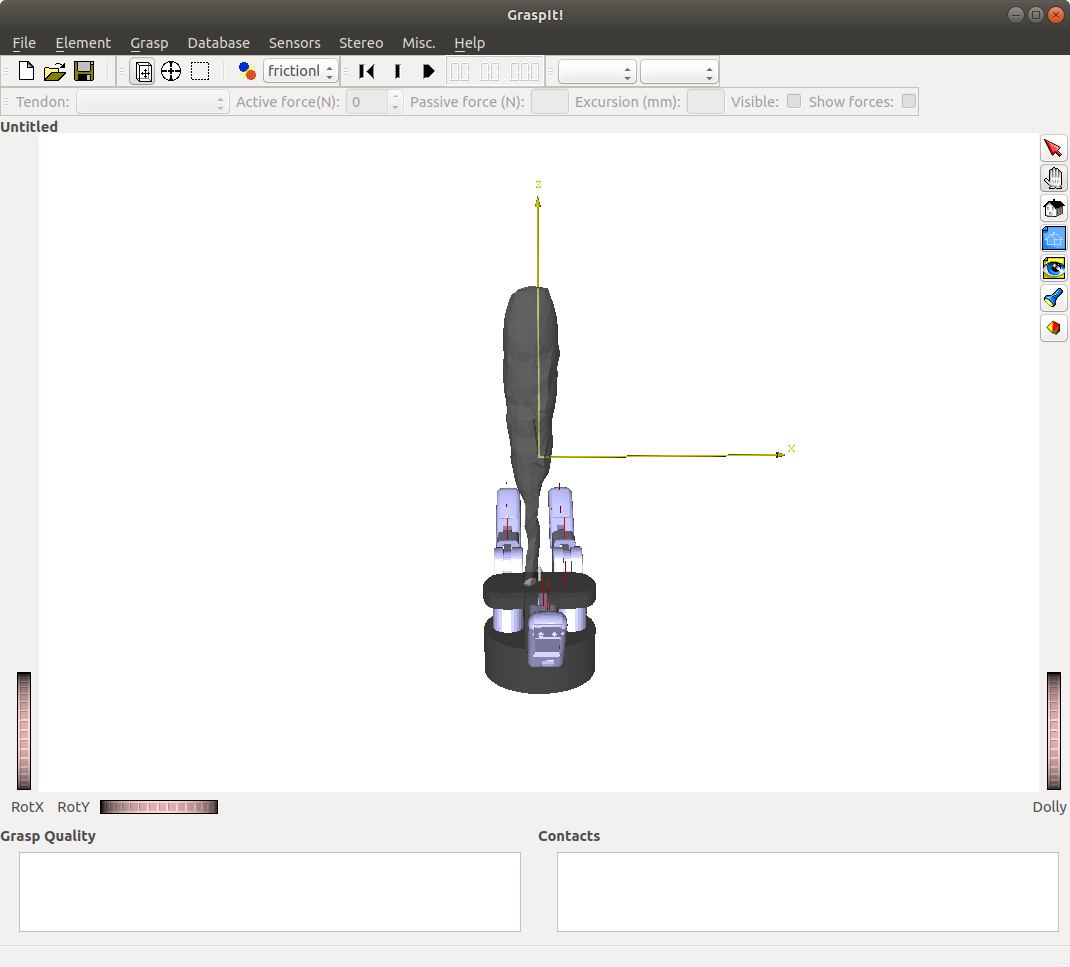 GraspIt!
File Element Grasp Database Sensors Stereo Misc. Help
frictionl
Tendon: Active force(N): 0 Passive force (N): Excursion (mm): Visible: Show forces:
Untitled
z
x
RotX RotY Dolly
Grasp Quality Contacts